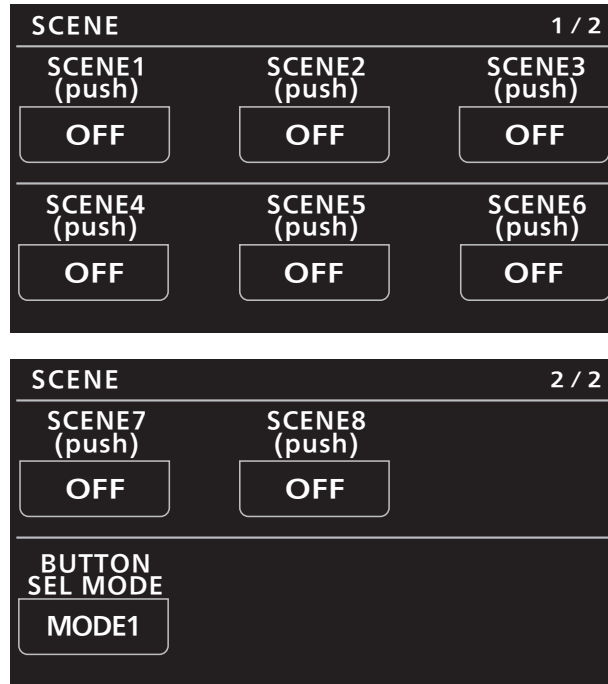 SCENE 1 / 2
SCENE1 SCENE2 SCENE3
(push) (push) (push)
OFF OFF OFF
SCENE4 SCENE5 SCENE6
(push) (push) (push)
OFF OFF OFF
SCENE 2 / 2
SCENE7 SCENE8
(push) (push)
OFF OFF
BUTTON
SEL MODE
MODE1